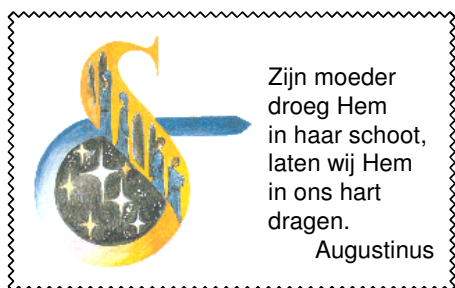 Zijn moeder
droeg Hem
in haar schoot,
laten wij Hem
in ons hart
dragen.
Augustinus